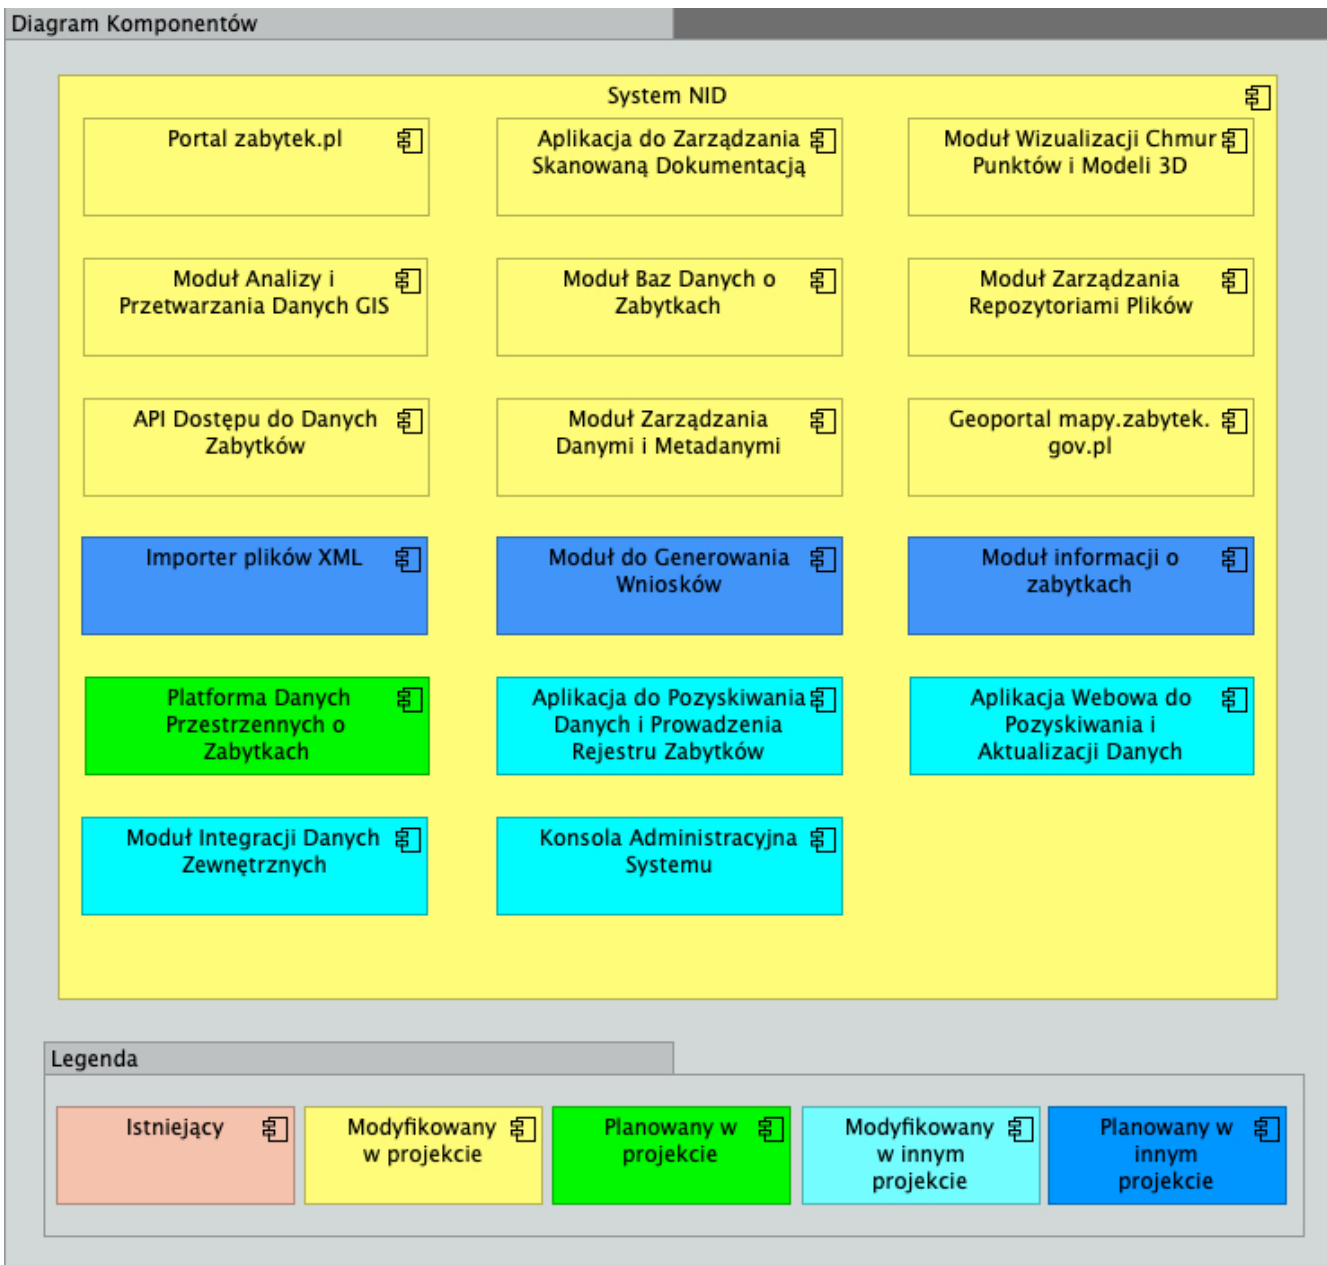 Diagram Komponentów
System NID
Portal zabytek.pl
Aplikacja do Zarządzania
Skanowaną Dokumentacją
Moduł Wizualizacji Chmur
Punktów i Modeli 3D
Moduł Analizy i
Przetwarzania Danych GIS
Moduł Baz Danych o
Zabytkach
Moduł Zarządzania
Repozytoriami Plików
API Dostępu do Danych
Zabytków
Moduł Zarządzania
Danymi i Metadanymi
Geoportal mapy.zabytek.
gov.pl
Importer plików XML
Moduł do Generowania
Wniosków
Moduł informacji o
zabytkach
Platforma Danych
Przestrzennych o
Zabytkach
Aplikacja do Pozyskiwania
Danych i Prowadzenia
Rejestru Zabytków
Aplikacja Webowa do
Pozyskiwania i
Aktualizacji Danych
Moduł Integracji Danych
Zewnętrznych
Konsola Administracyjna
Systemu
Legenda
Istniejący
Modyfikowany
w projekcie
Planowany w
projekcie
Modyfikowany
w innym
projekcie
Planowany w
innym
projekcie